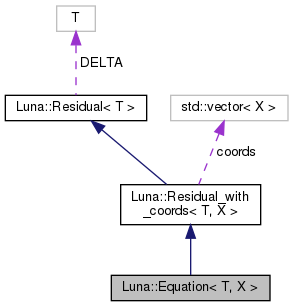 T
DELTA
Luna::Residual< T >
std::vector< X >
coords
Luna::Residual_with
_coords< T, X >
Luna::Equation< T, X >